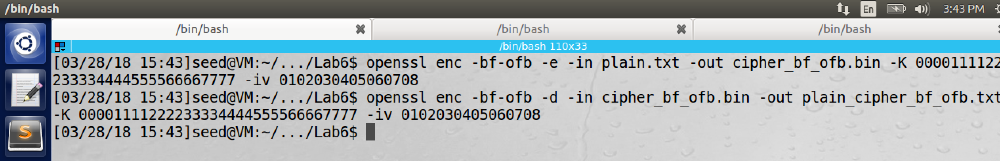 /bin/bash
En
3:43 PM
/bin/bash /bin/bash /bin/bash
/bin/bash 110x33
[03/28/18 15:43]seed@VM:~/.../Lab6$ openssl enc -bf-ofb -e -in plain.txt -out cipher_bf_ofb.bin -K 0000111122
23333444455556666​7777 -iv 0102030405060708
[03/28/18 15:43]seed@VM:~/.../Lab6$ openssl enc -bf-ofb -d -in cipher_bf_ofb.bin -out plain_cipher_bf_ofb.txt
-K 00001111222233334444555566667777 -iv 0102030405060708
[03/28/18 15:43]seed@VM:~/.../Lab6$